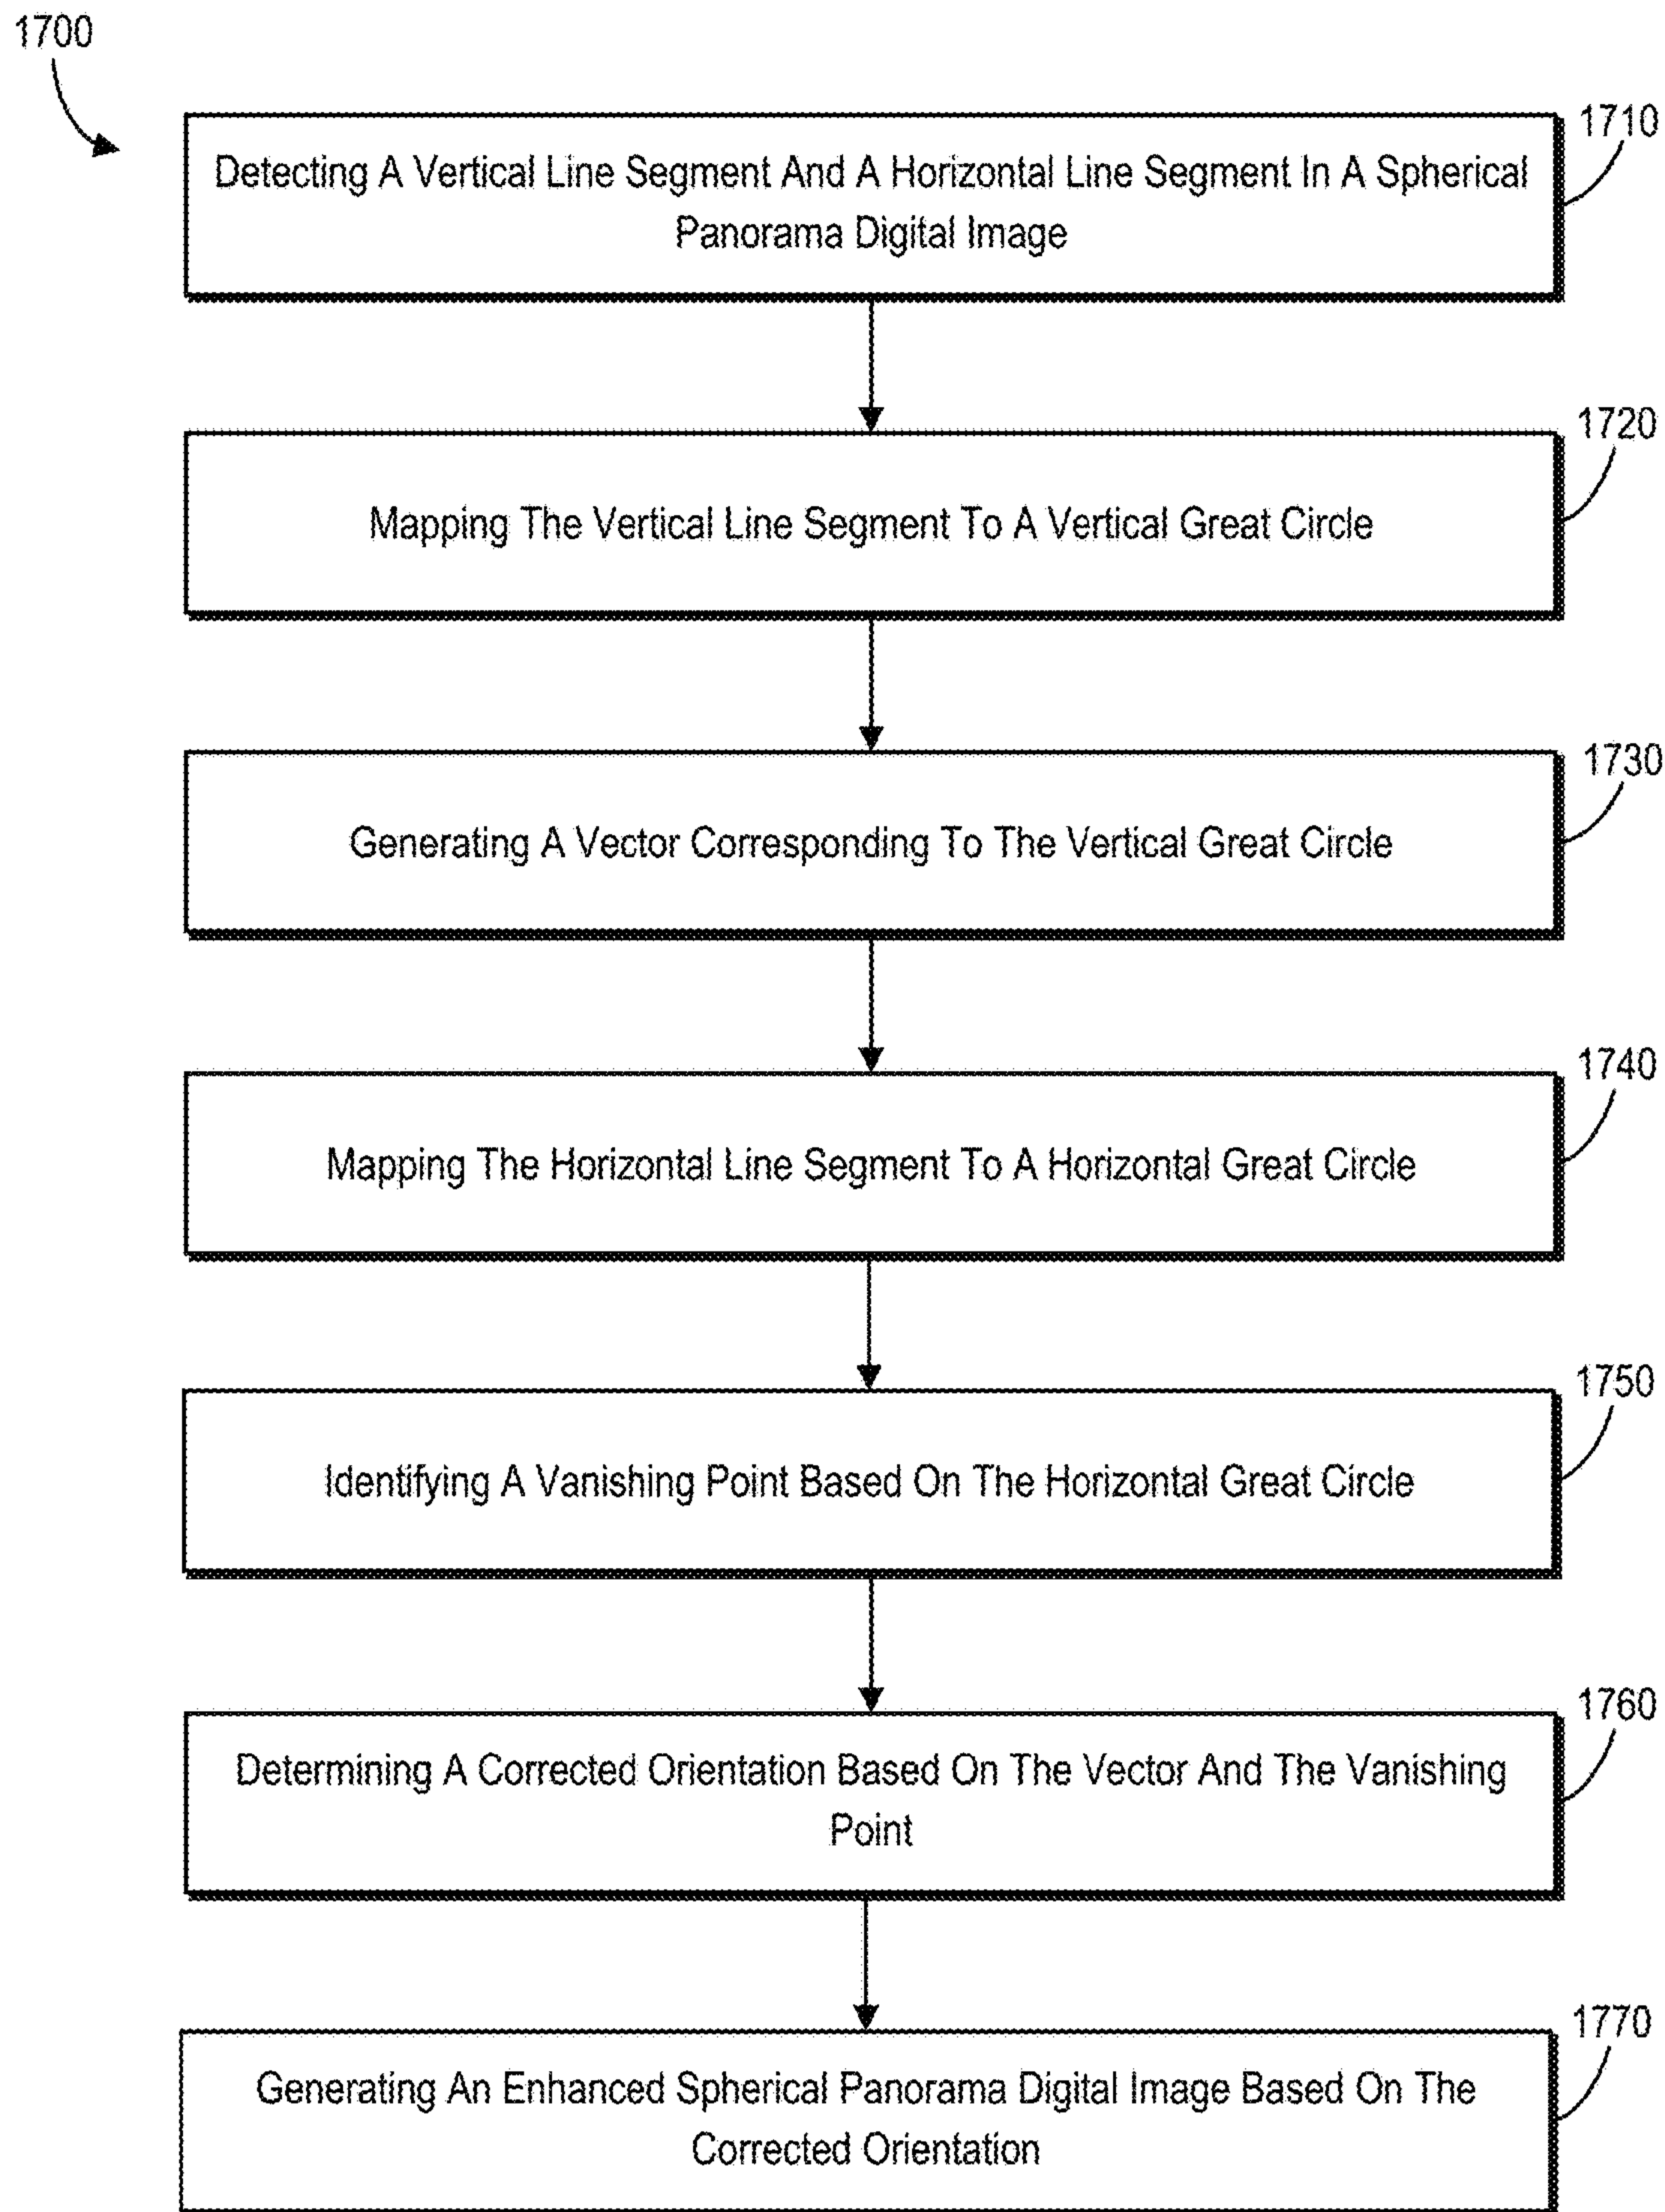 1700
1710
Detecting A Vertical Line Segment And A Horizontal Line Segment In A Spherical
Panorama Digital Image
1720
Mapping The Vertical Line Segment To A Vertical Great Circle
1730
Generating A Vector Corresponding To The Vertical Great Circle
1740
Mapping The Horizontal Line Segment To A Horizontal Great Circle
1750
Identifying A Vanishing Point Based On The Horizontal Great Circle
1760
Determining A Corrected Orientation Based On The Vector And The Vanishing
Point
1770
Generating An Enhanced Spherical Panorama Digital Image Based On The
Corrected Orientation